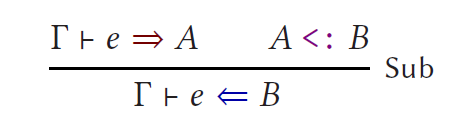 Γ ⊢ e ⇒ A A <: B
Sub
Γ ⊢ e ⇐ B